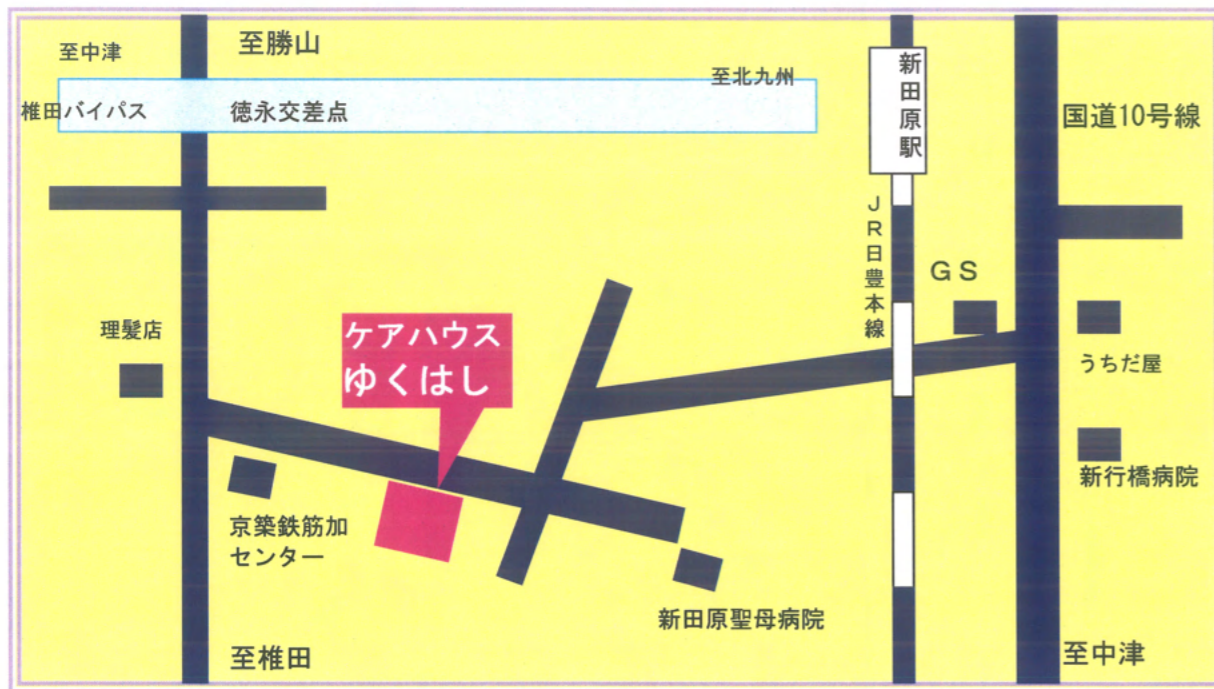 至中津
至勝山
至北九州
椎田バイパス
徳永交差点
新田原駅
国道10号線
JR日豊本線
GS
理髪店
ケアハウス
ゆくはし
うちだ屋
新行橋病院
京築鉄筋加
センター
新田原聖母病院
至椎田
至中津